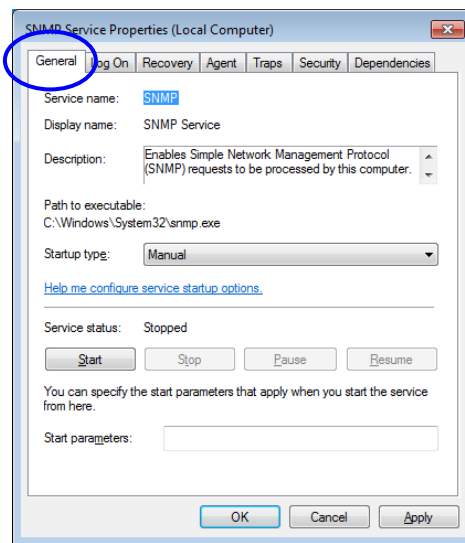 SNMP Service Properties (Local Computer)
General Log On Recovery Agent Traps Security Dependencies
Service name: SNMP
Display name: SNMP Service
Description: Enables Simple Network Management Protocol
(SNMP) requests to be processed by this computer.
Path to executable:
C:\Windows\System32\snmp.exe
Startup type: Manual
Help me configure service startup options.
Service status: Stopped
Start Stop Pause Resume
You can specify the start parameters that apply when you start the service
from here.
Start parameters:
OK Cancel Apply